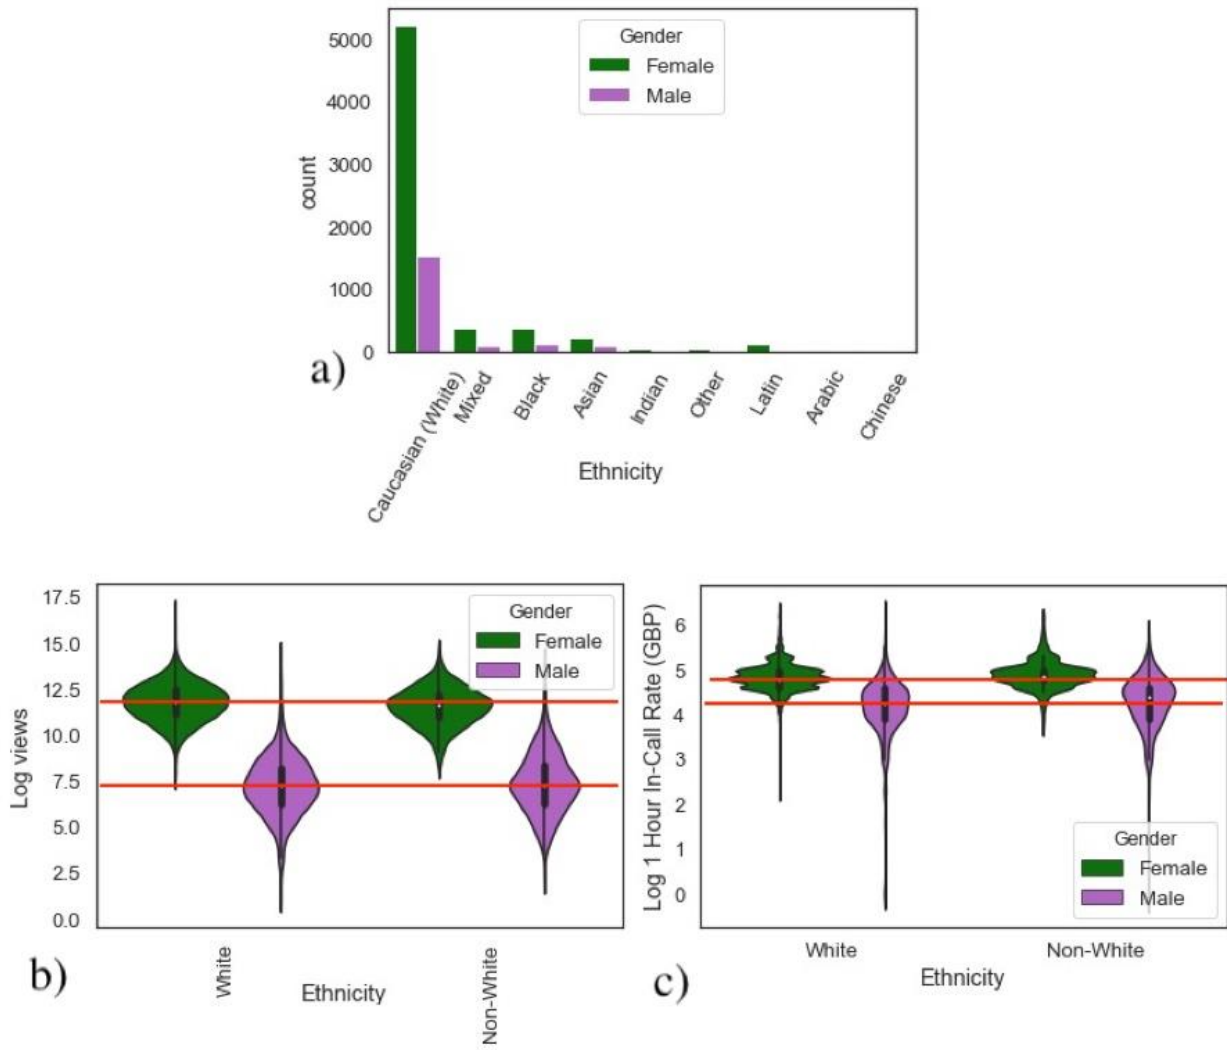 5000
4000
3000
2000
1000
0
count
Gender
Female
Male
a)
Caucasian (White)
Mixed
Black
Asian
Indian
Other
Latin
Arabic
Chinese
Ethnicity
17.5
15.0
12.5
10.0
7.5
5.0
2.5
0.0
Log views
Gender
Female
Male
White
Non-White
Ethnicity
b)
6
5
4
3
2
1
0
Log 1 Hour In-Call Rate (GBP)
Gender
Female
Male
White
Non-White
Ethnicity
c)